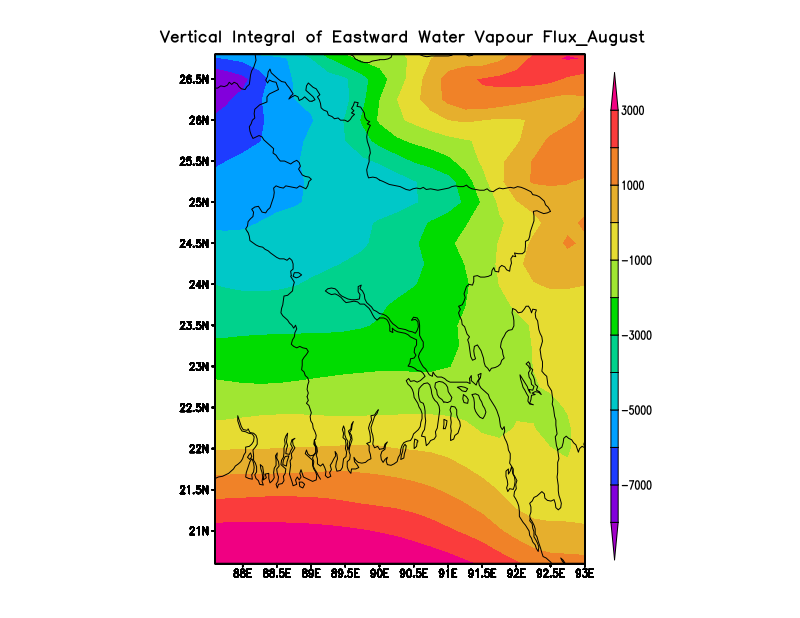 Vertical Integral of Eastward Water Vapour Flux_August
26.5N
26N
25.5N
25N
24.5N
24N
23.5N
23N
22.5N
22N
21.5N
21N
88E 88.5E 89E 89.5E 90E 90.5E 91E 91.5E 92E 92.5E 93E
3000
1000
-1000
-3000
-5000
-7000